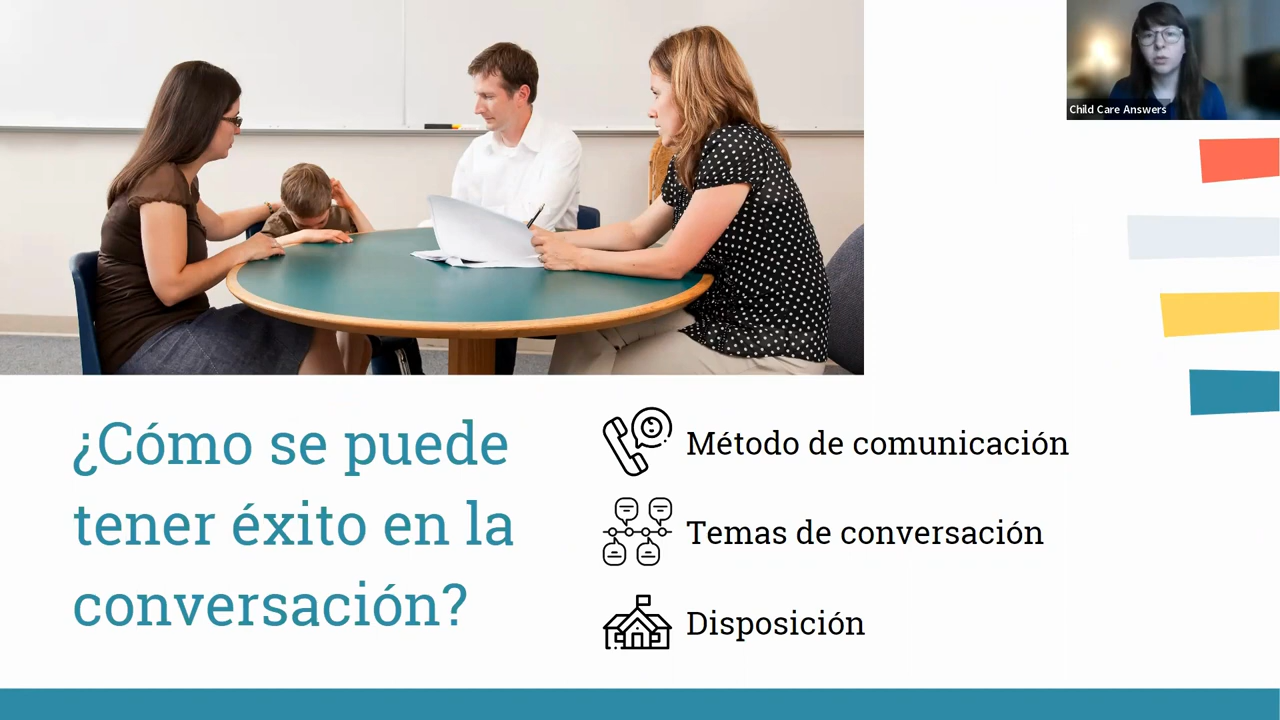 Child Care Answers
¿Cómo se puede
tener éxito en la
conversación?
Método de comunicación
Temas de conversación
Disposición